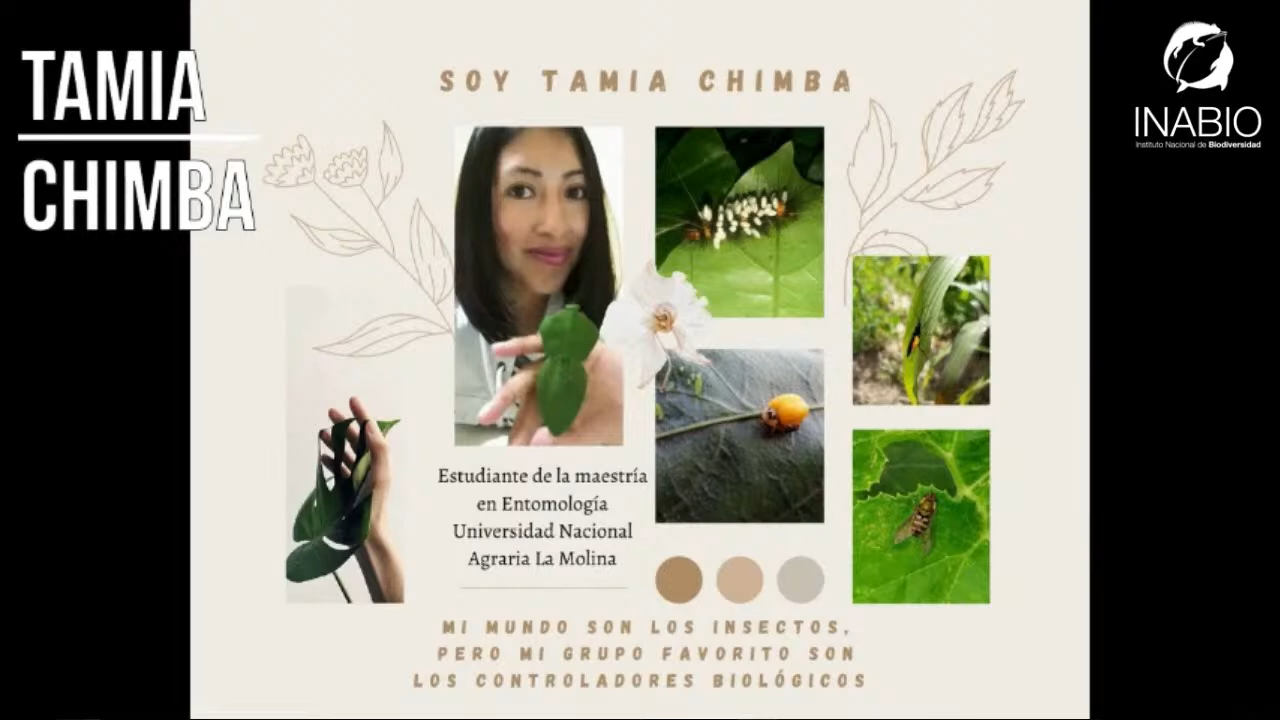 TAMIA
CHIMBA
SOY TAMIA CHIMBA
INABIO
Instituto Nacional de Biodiversidad
Estudiante de la maestría
en Entomología
Universidad Nacional
Agraria La Molina
MI MUNDO SON LOS INSECTOS,
PERO MI GRUPO FAVORITO SON
LOS CONTROLADORES BIOLÓGICOS